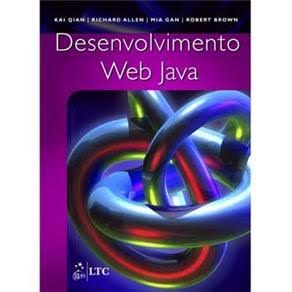 KAI QIAN | RICHARD ALLEN | MIA GAN | ROBERT BROWN
Desenvolvimento
Web Java
LTC